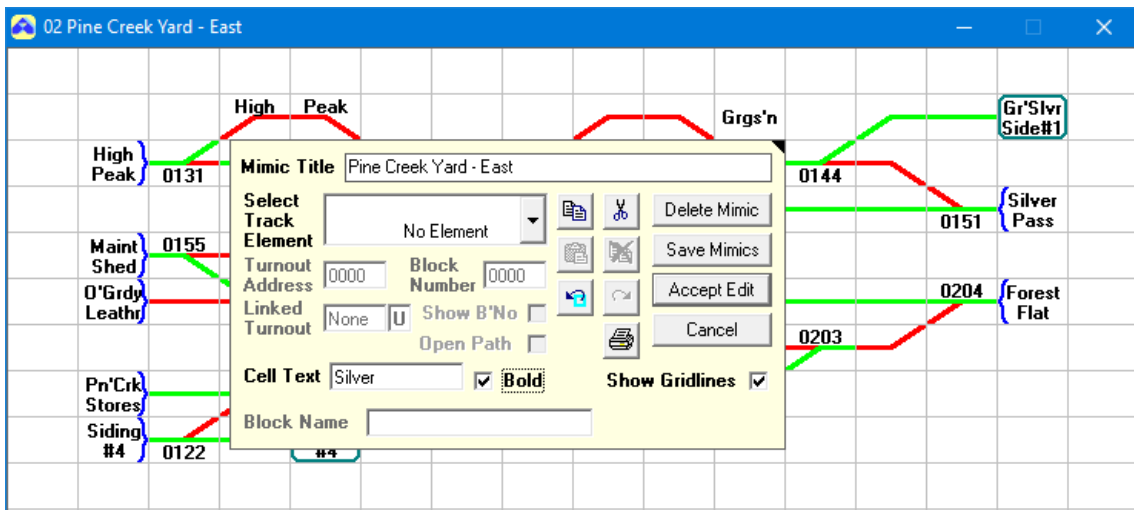 02 Pine Creek Yard - East
High Peak
Grgs'n
Gr'Slvr
Side#1
High
Peak
0131
0144
Silver
Pass
0151
Maint
Shed
0155
O'Grdy
Leathr
0204
Forest
Flat
0203
Pn'Crk
Stores
Siding
#4
0122
#4
Mimic Title Pine Creek Yard - East
Select
Track
Element
No Element
Delete Mimic
Turnout
Address
0000
Block
Number
0000
Save Mimics
Linked
Turnout
None U
Show B'No
Accept Edit
Open Path
Cancel
Cell Text Silver
Bold
Show Gridlines
Block Name